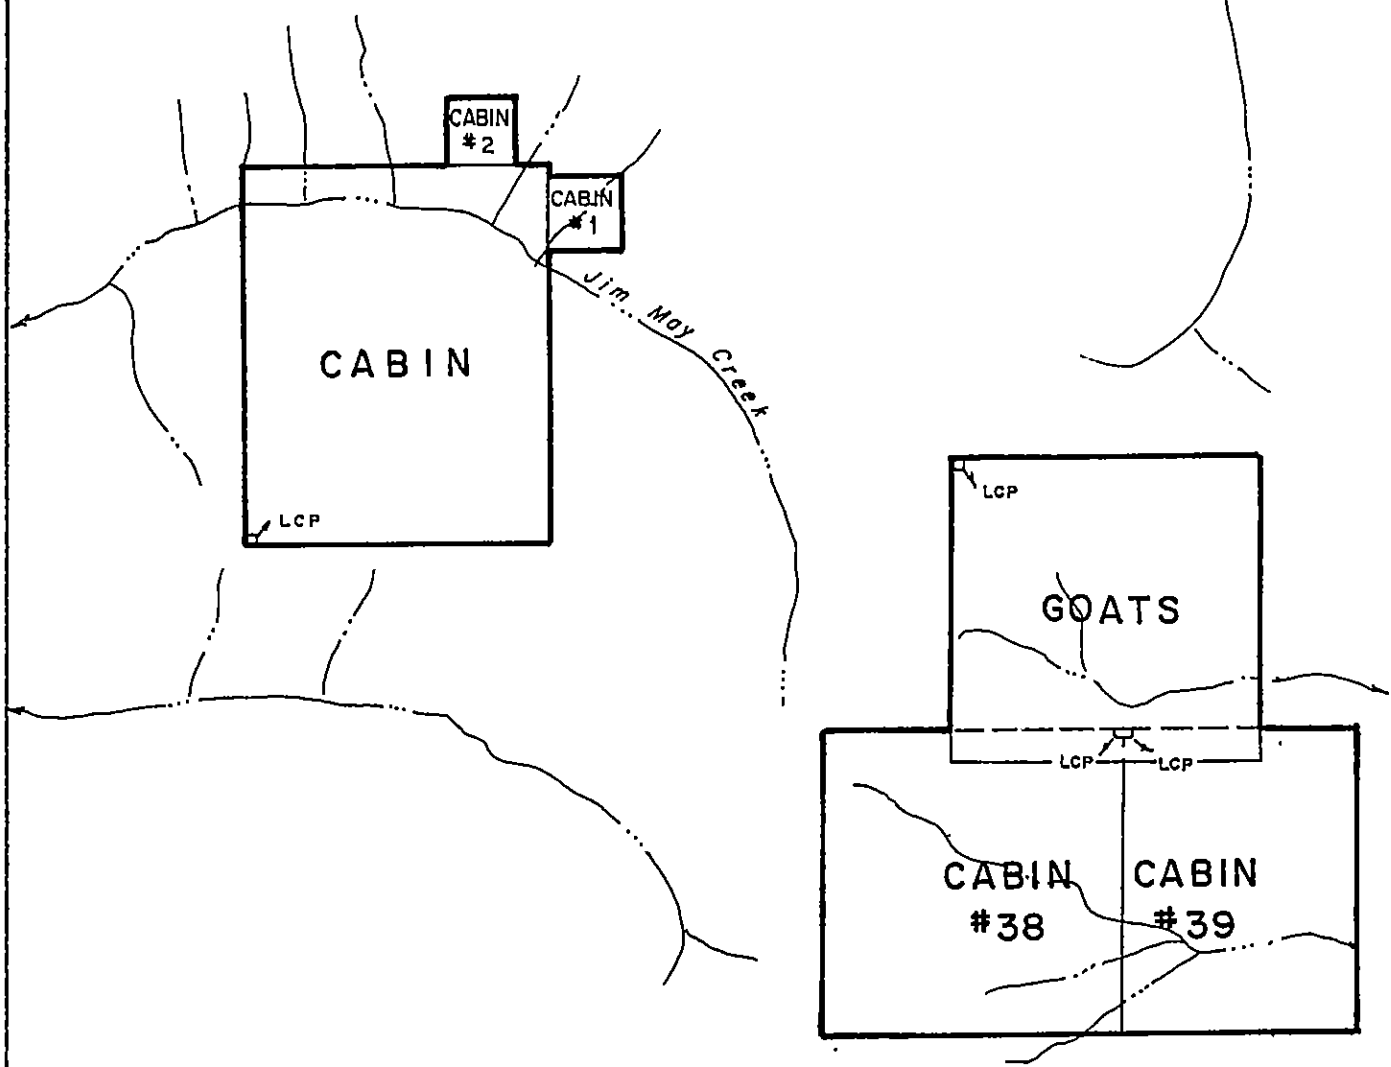 CABIN
#2
CABIN
#1
Jim May Creek
CABIN
LCP
LCP
GOATS
LCP LCP
CABIN
#38
CABIN
#39